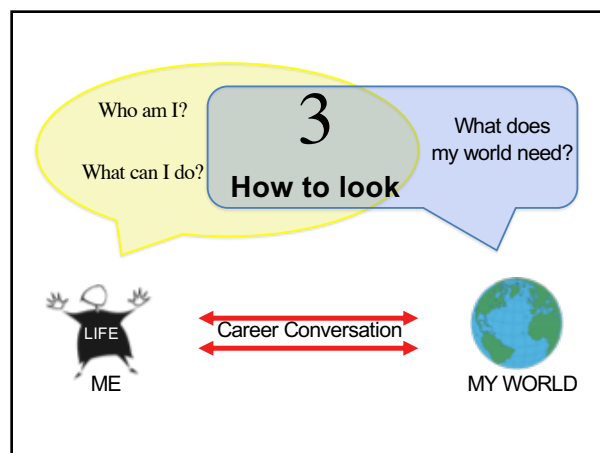 Who am I?
What can I do?
3
How to look
What does
my world need?
LIFE
ME
Career Conversation
MY WORLD